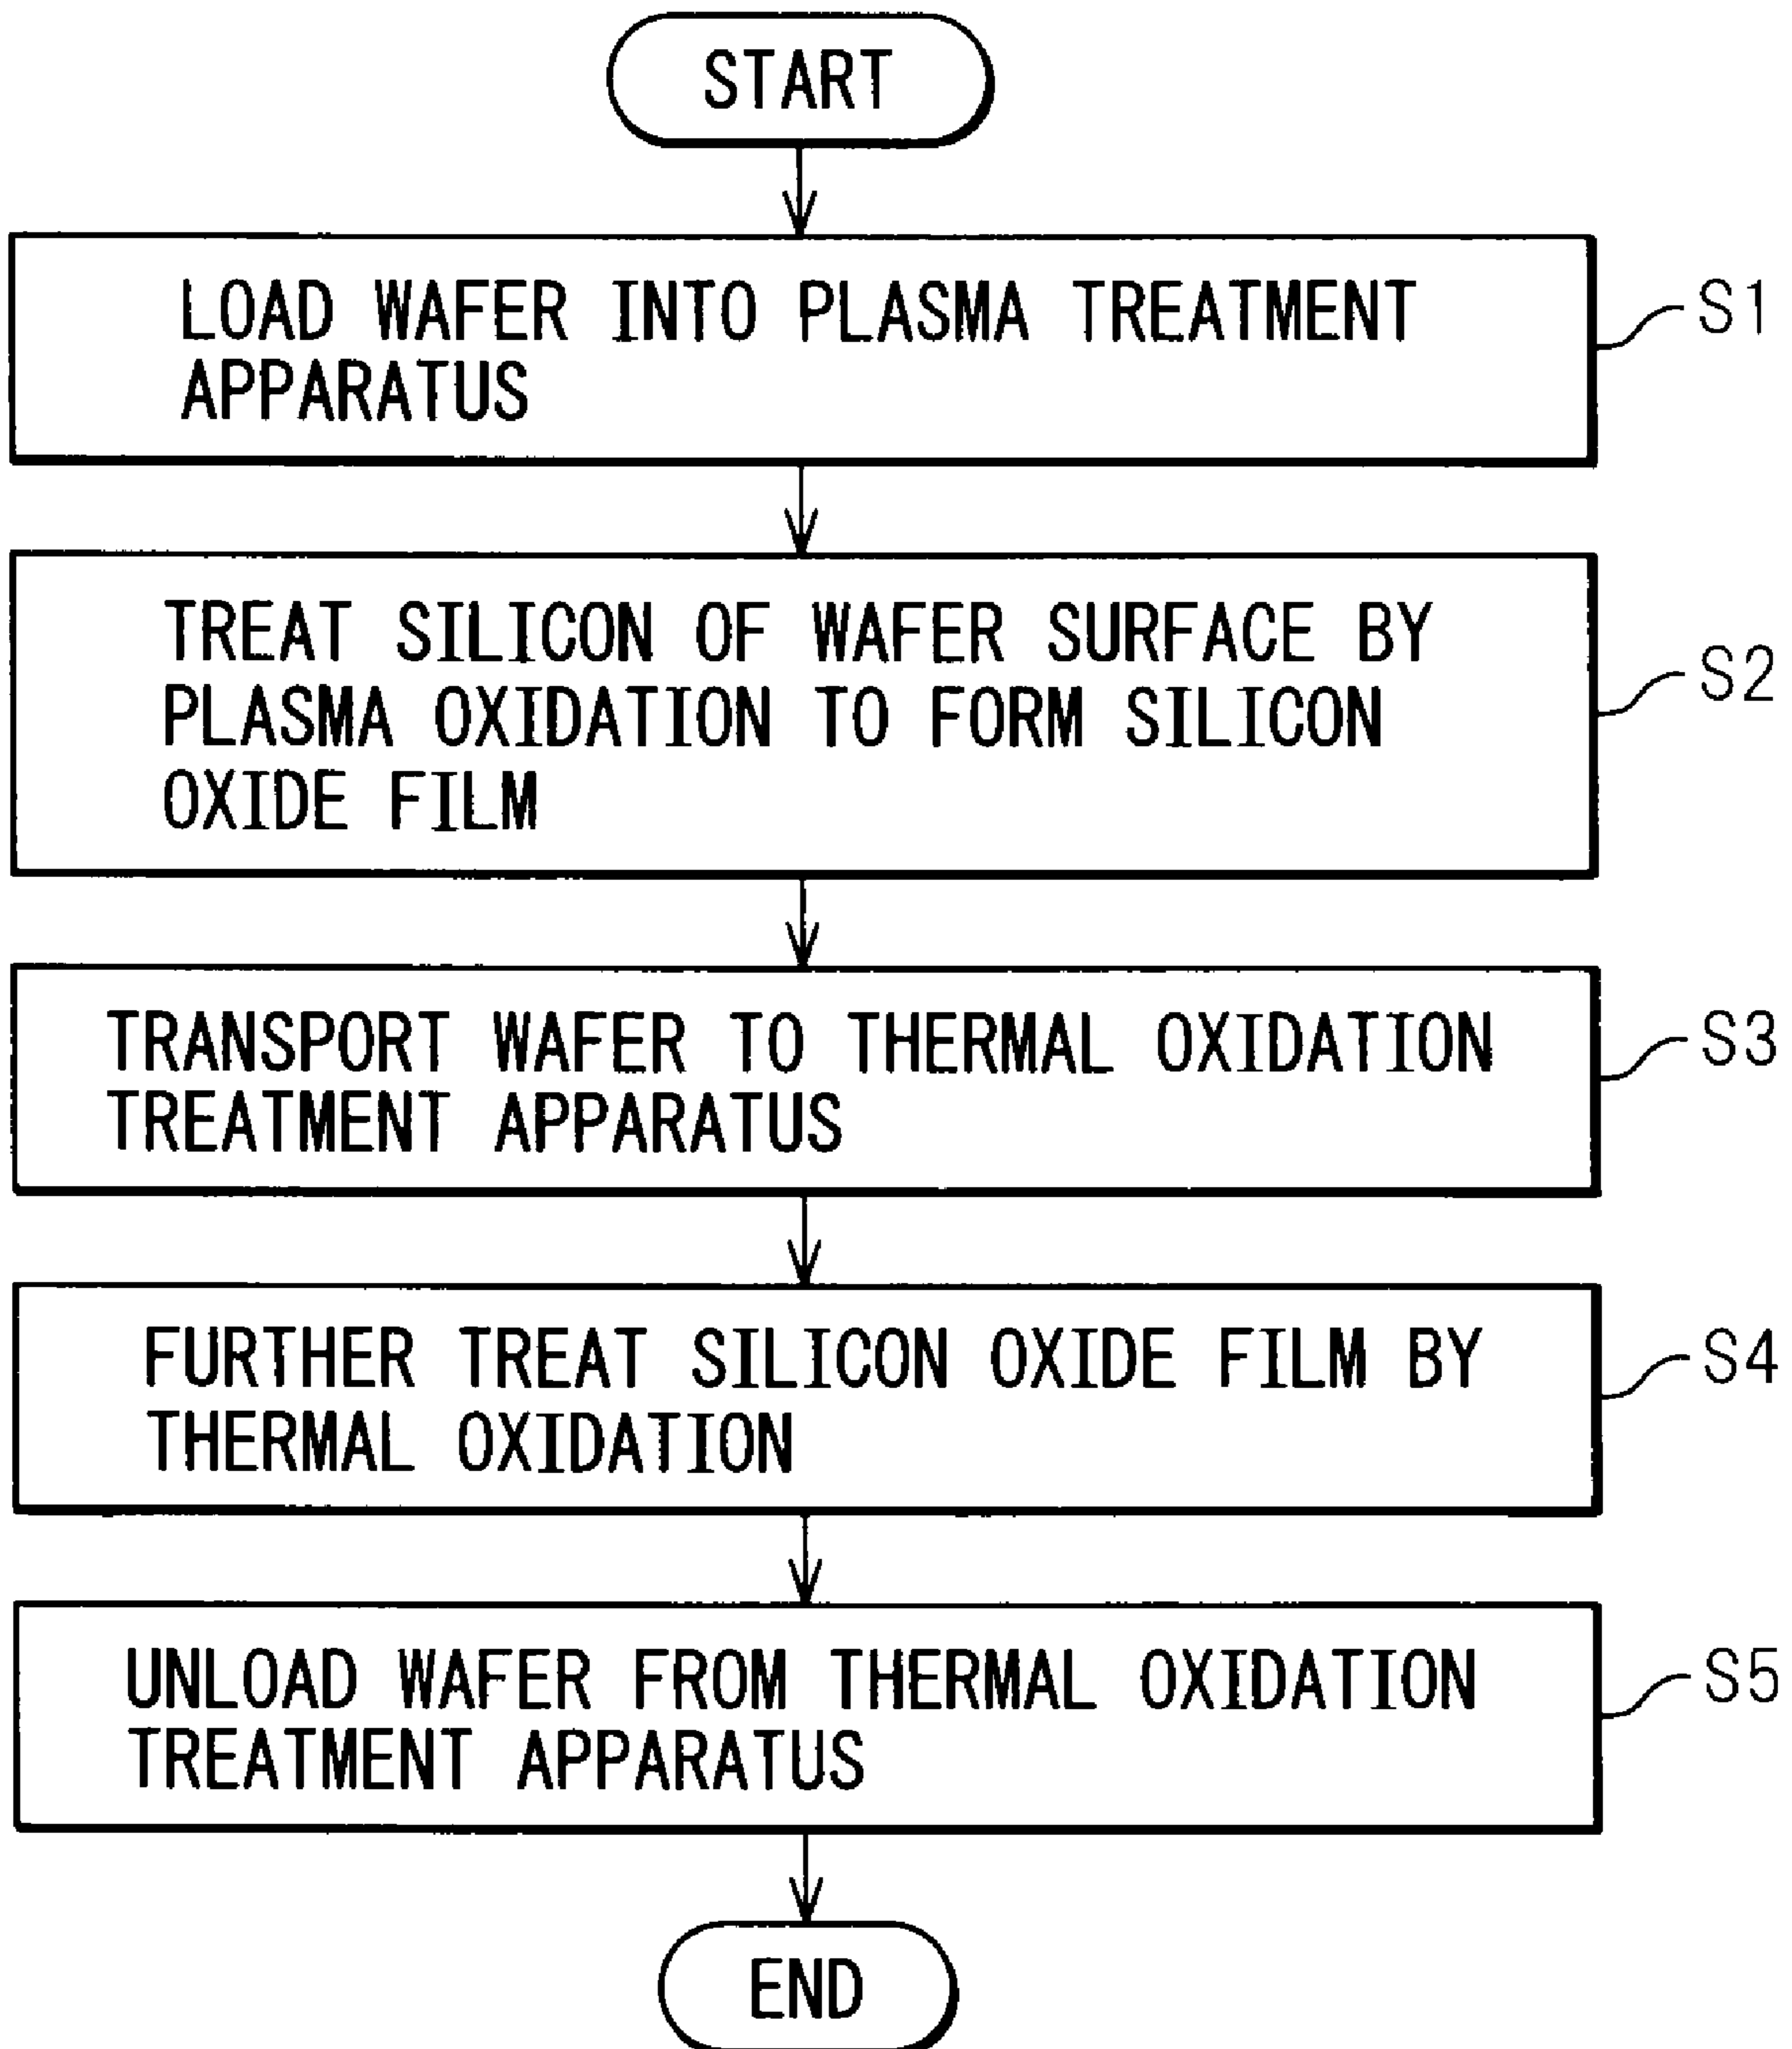 START
LOAD WAFER INTO PLASMA TREATMENT
APPARATUS
S1
TREAT SILICON OF WAFER SURFACE BY
PLASMA OXIDATION TO FORM SILICON
OXIDE FILM
S2
TRANSPORT WAFER TO THERMAL OXIDATION
TREATMENT APPARATUS
S3
FURTHER TREAT SILICON OXIDE FILM BY
THERMAL OXIDATION
S4
UNLOAD WAFER FROM THERMAL OXIDATION
TREATMENT APPARATUS
S5
END